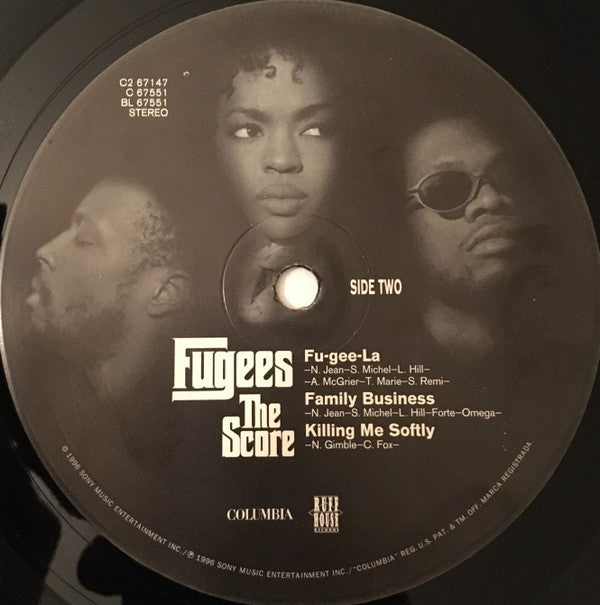 C2 67147
C 67551
BL 67551
STEREO
SIDE TWO
Fugees
The
Score
Fu-gee-La
–N. Jean–S. Michel–L. Hill–
–A. McGrier–T. Marie–S. Remi–
Family Business
–N. Jean–S. Michel–L. Hill–Forte–Omega–
Killing Me Softly
–N. Gimble–C. Fox–
COLUMBIA
RUFF
HOUSE
RECORDS
© 1996 SONY MUSIC ENTERTAINMENT INC./℗ 1996 SONY MUSIC ENTERTAINMENT INC./"COLUMBIA" REG. U.S. PAT. & TM. OFF. MARCA REGISTRADA.